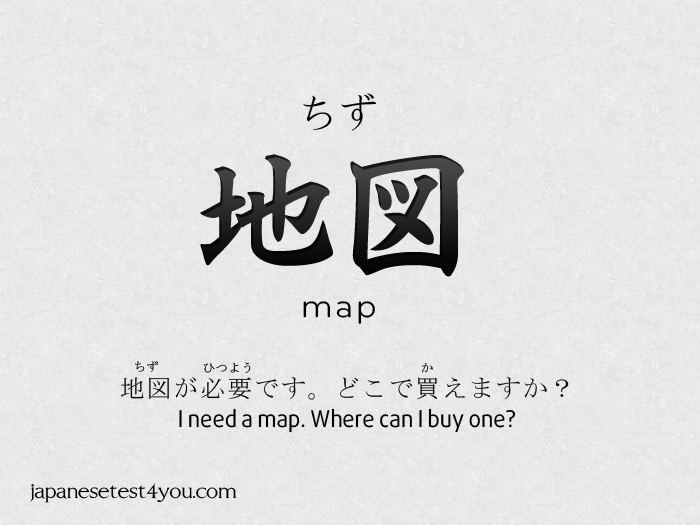 ちず
地図
map
ちず ひつよう か
地図が必要です。どこで買えますか？
I need a map. Where can I buy one?
japanesetest4you.com